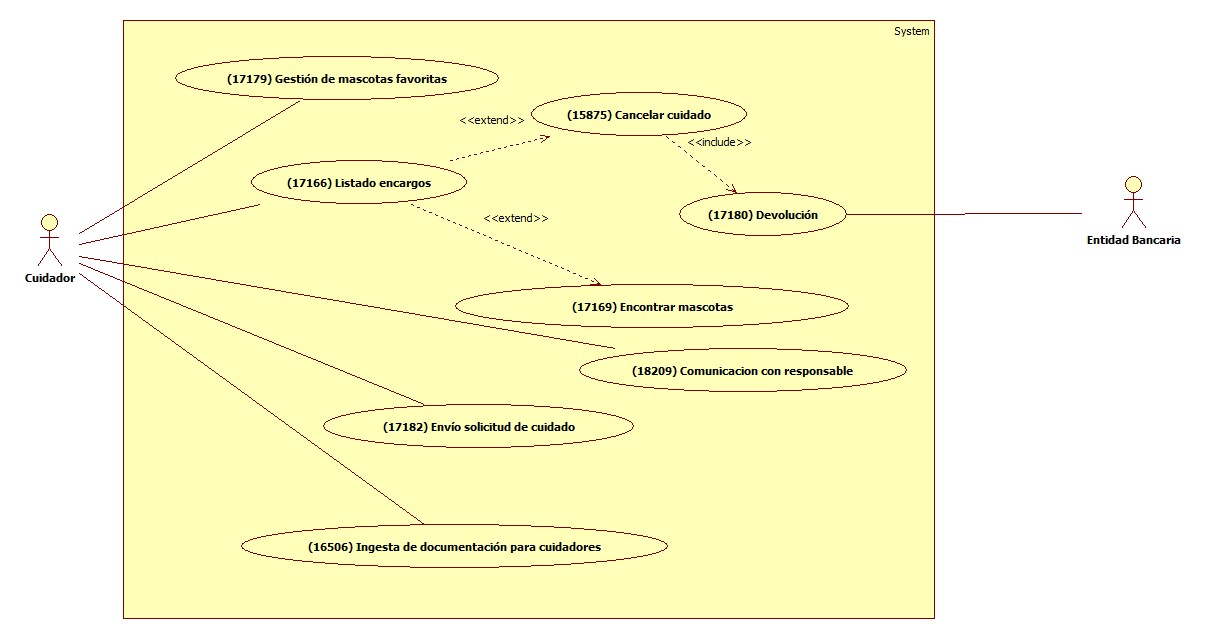 System
(17179) Gestión de mascotas favoritas
<<extend>>
(15875) Cancelar cuidado
<<include>>
(17166) Listado encargos
(17180) Devolución
<<extend>>
Cuidador
Entidad Bancaria
(17169) Encontrar mascotas
(18209) Comunicacion con responsable
(17182) Envío solicitud de cuidado
(16506) Ingesta de documentación para cuidadores